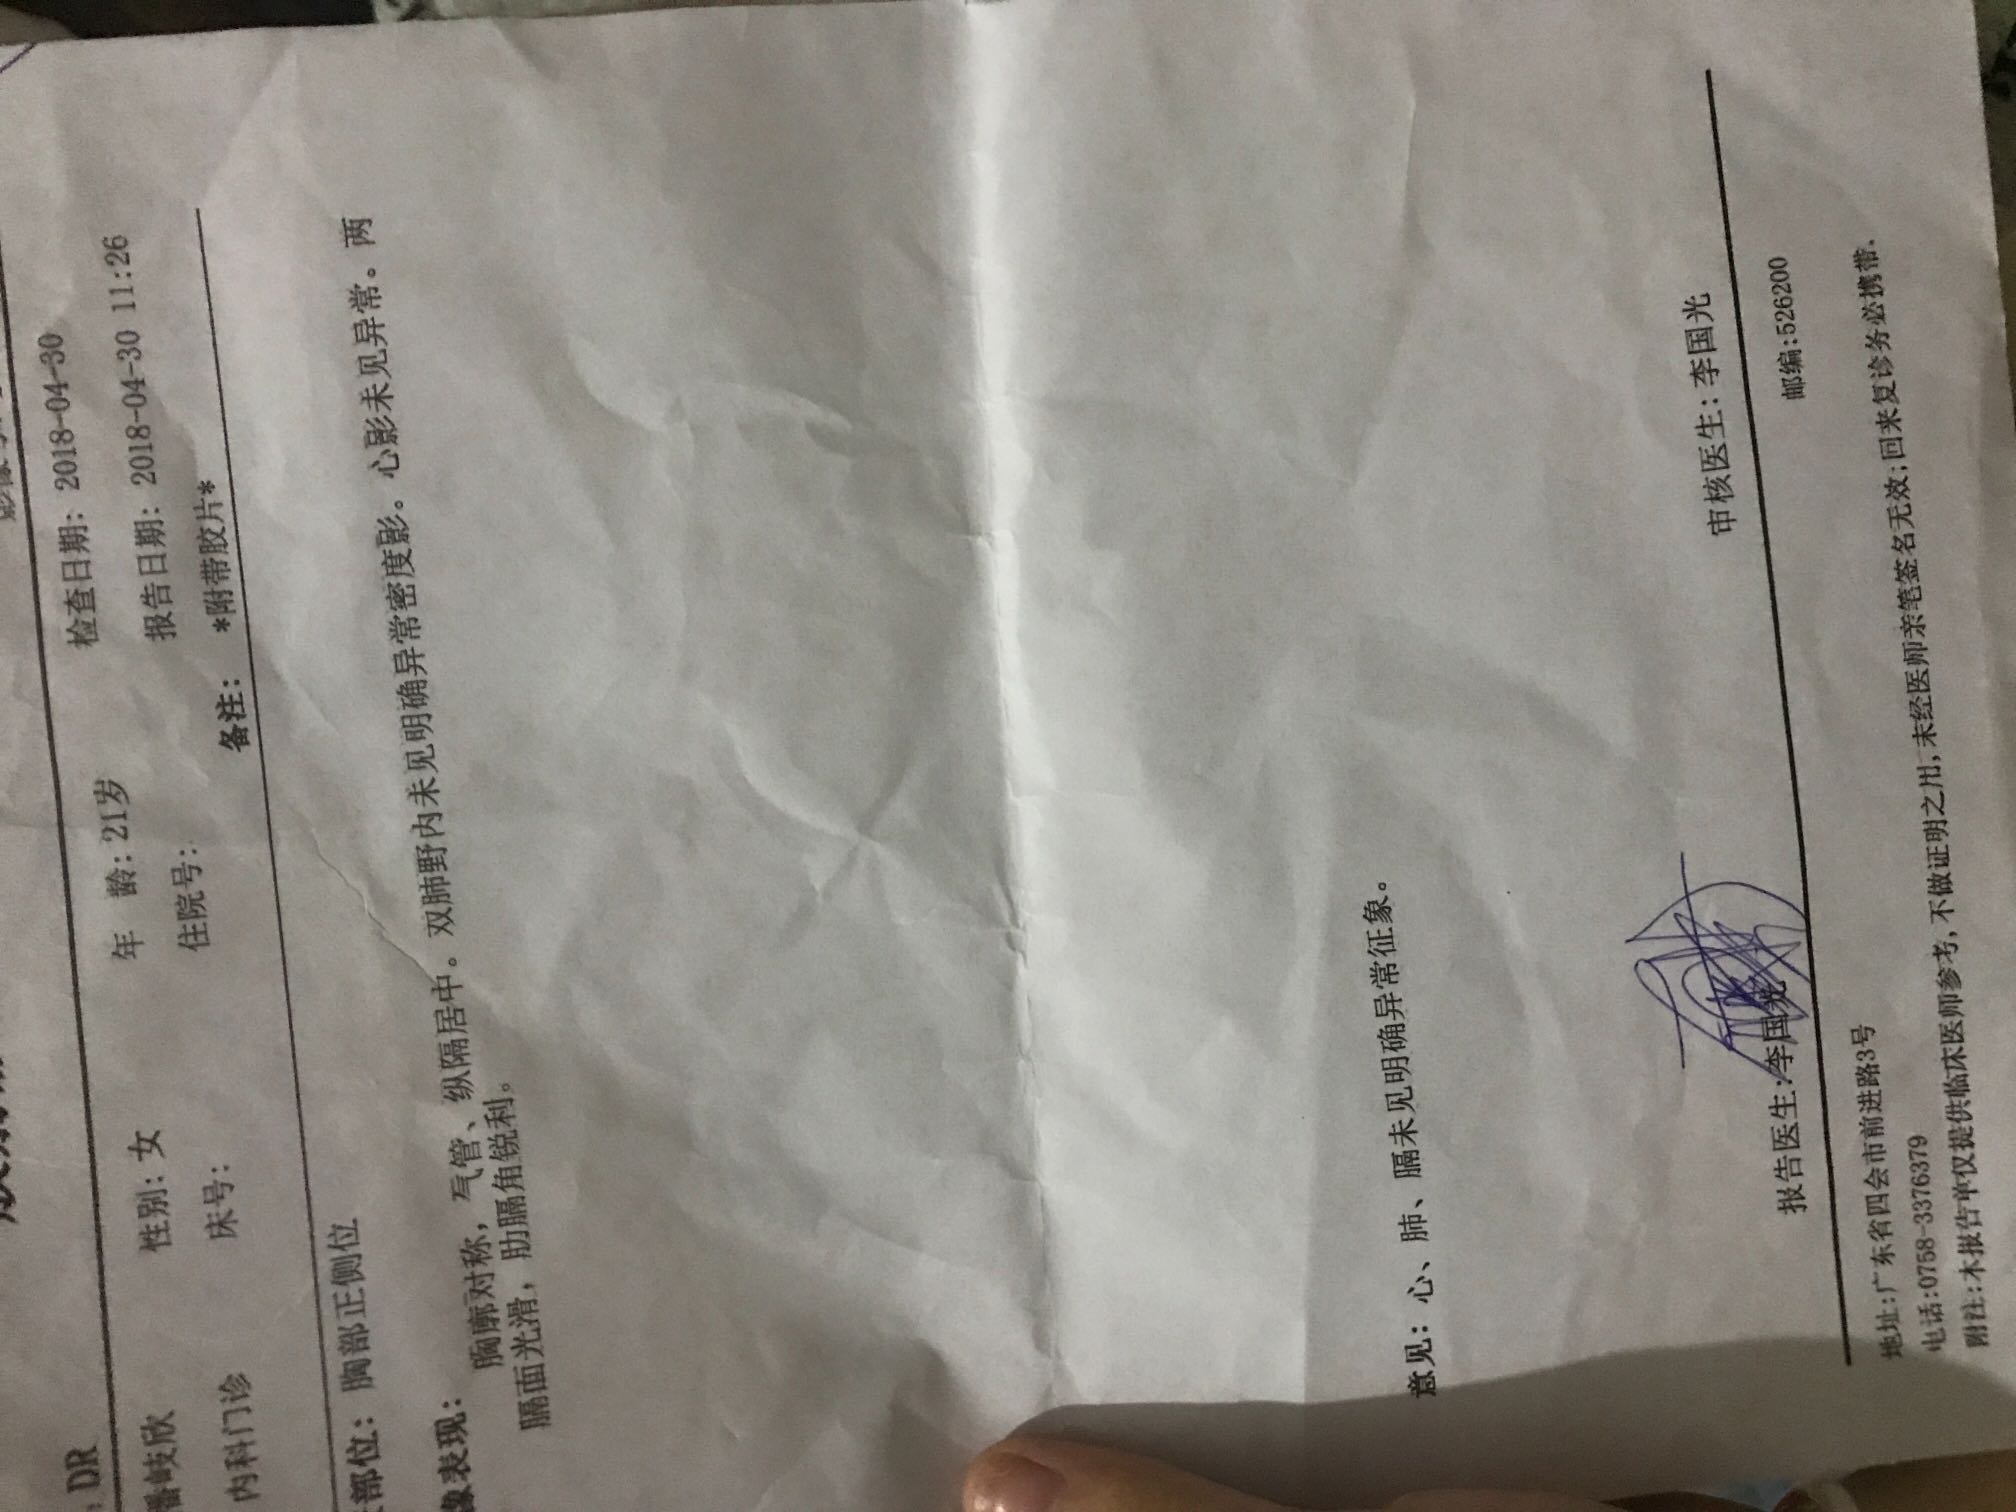 DR
潘岐欣 性别: 女 年 龄: 21岁 检查日期: 2018-04-30
内科门诊 床号: 住院号: 报告日期: 2018-04-30 11:26
备注: *附带胶片*
部位: 胸部正侧位
像表现:
胸廓对称，气管、纵隔居中。双肺野内未见明确异常密度影。心影未见异常。两
膈面光滑，肋膈角锐利。
意见: 心、肺、膈未见明确异常征象。
报告医生: 李国光 审核医生: 李国光
地址:广东省四会市前进路3号 邮编:526200
电话:0758-3376379
附注:本报告单仅提供临床医师参考,不做证明之用,未经医师亲笔签名无效;回来复诊务必携带.